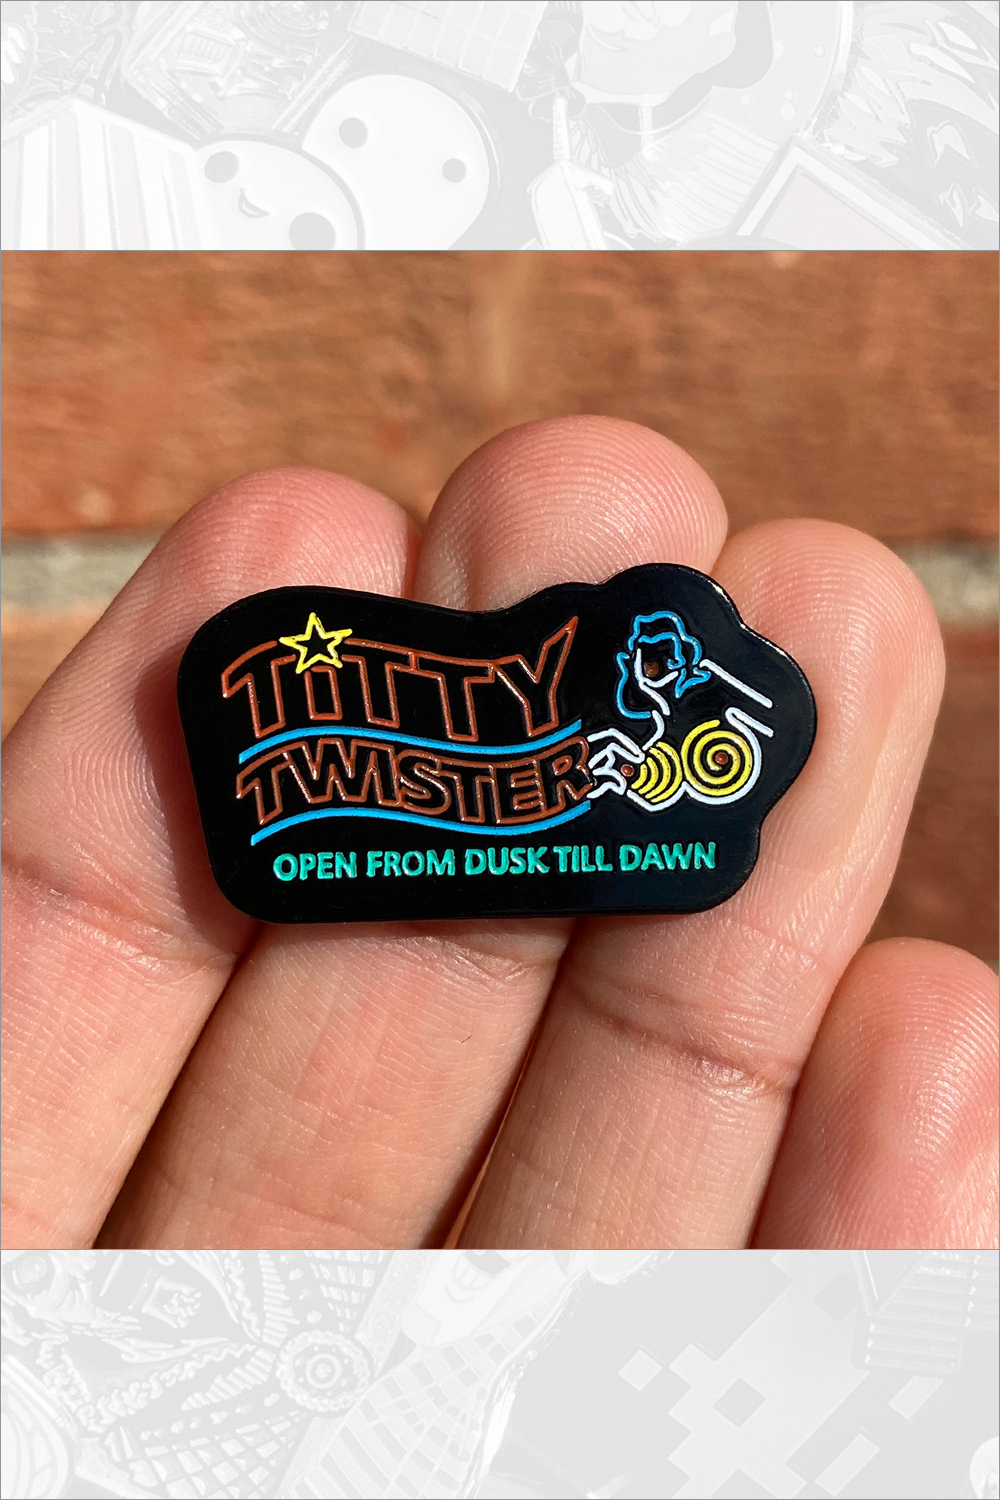 TiTTY
TWISTER
OPEN FROM DUSK TILL DAWN